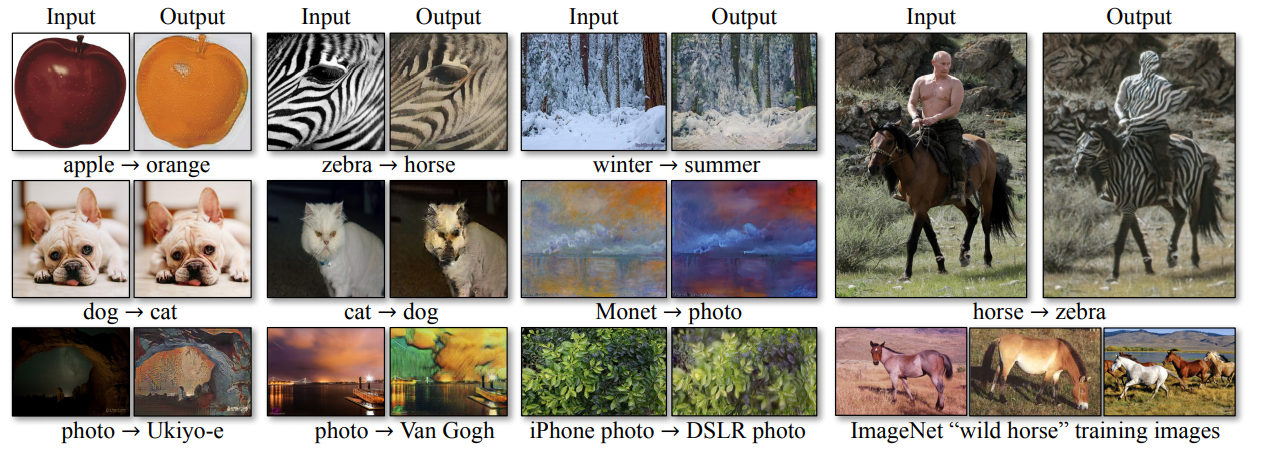 Input Output Input Output Input Output Input Output
apple → orange zebra → horse winter → summer
dog → cat cat → dog Monet → photo horse → zebra
photo → Ukiyo-e photo → Van Gogh iPhone photo → DSLR photo ImageNet “wild horse” training images